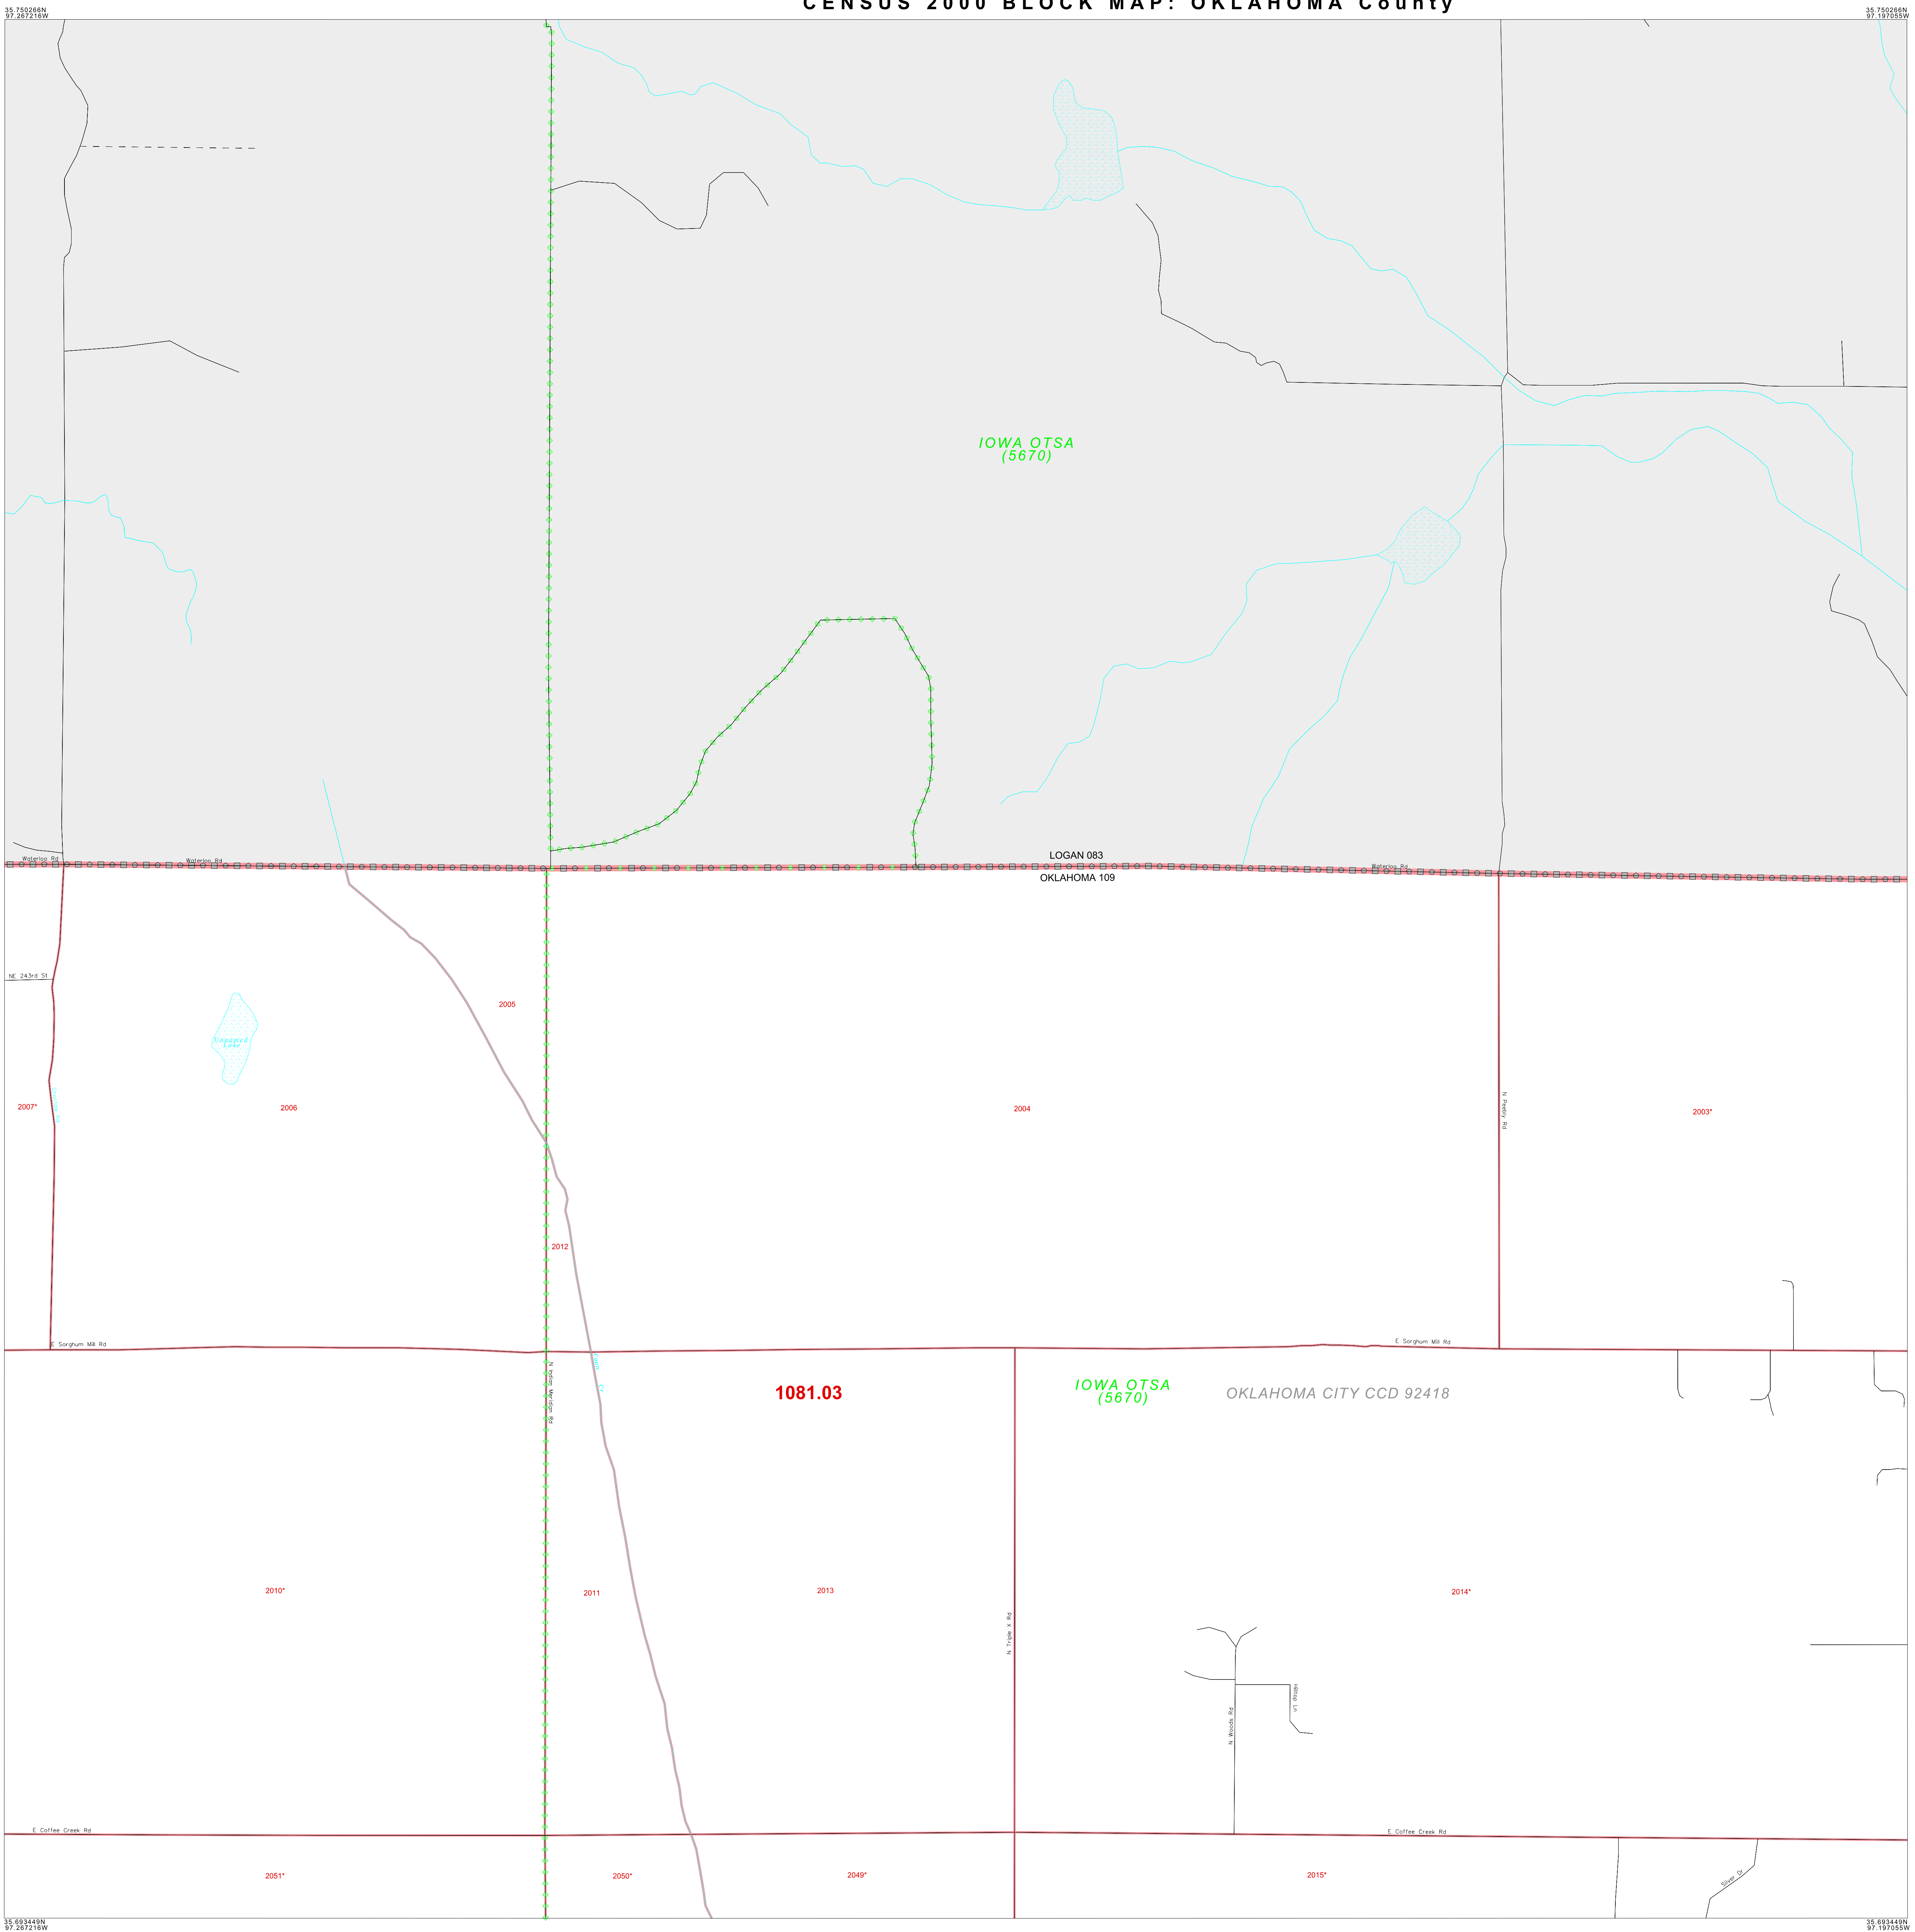 CENSUS 2000 BLOCK MAP: OKLAHOMA County
35.750266N
97.267216W
35.750266N
97.197055W
IOWA OTSA
(5670)
LOGAN 083
Waterloo Rd
Waterloo Rd
Waterloo Rd
OKLAHOMA 109
NE 243rd St
2005
Unnamed
Lake
2007*
2006
2004
N Peebly Rd
2003*
2012
E Sorghum Mill Rd
E Sorghum Mill Rd
N Indian Meridian Rd
1081.03
IOWA OTSA
(5670)
OKLAHOMA CITY CCD 92418
2010*
2011
2013
2014*
N Triple X Rd
Hilltop Ln
N Woods Rd
E Coffee Creek Rd
E Coffee Creek Rd
2051*
2050*
2049*
2015*
Silver Dr
35.693449N
97.267216W
35.693449N
97.197055W